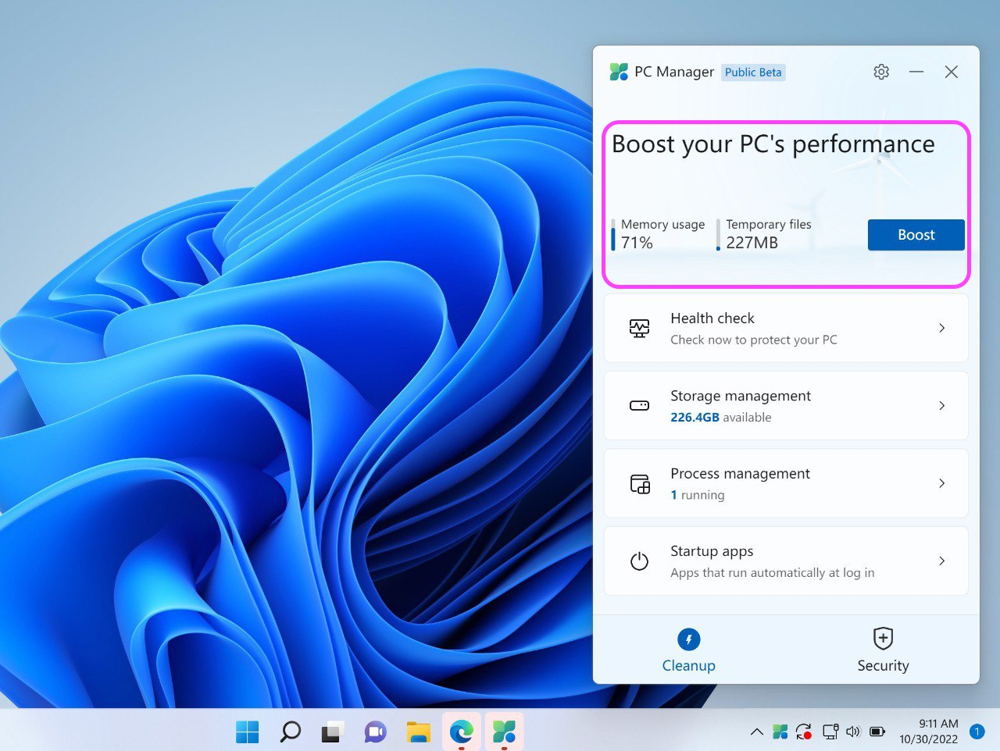 PC Manager Public Beta
Boost your PC's performance
Memory usage
71%
Temporary files
227MB
Boost
Health check
Check now to protect your PC
Storage management
226.4GB available
Process management
1 running
Startup apps
Apps that run automatically at log in
Cleanup
Security
9:11 AM
10/30/2022
1